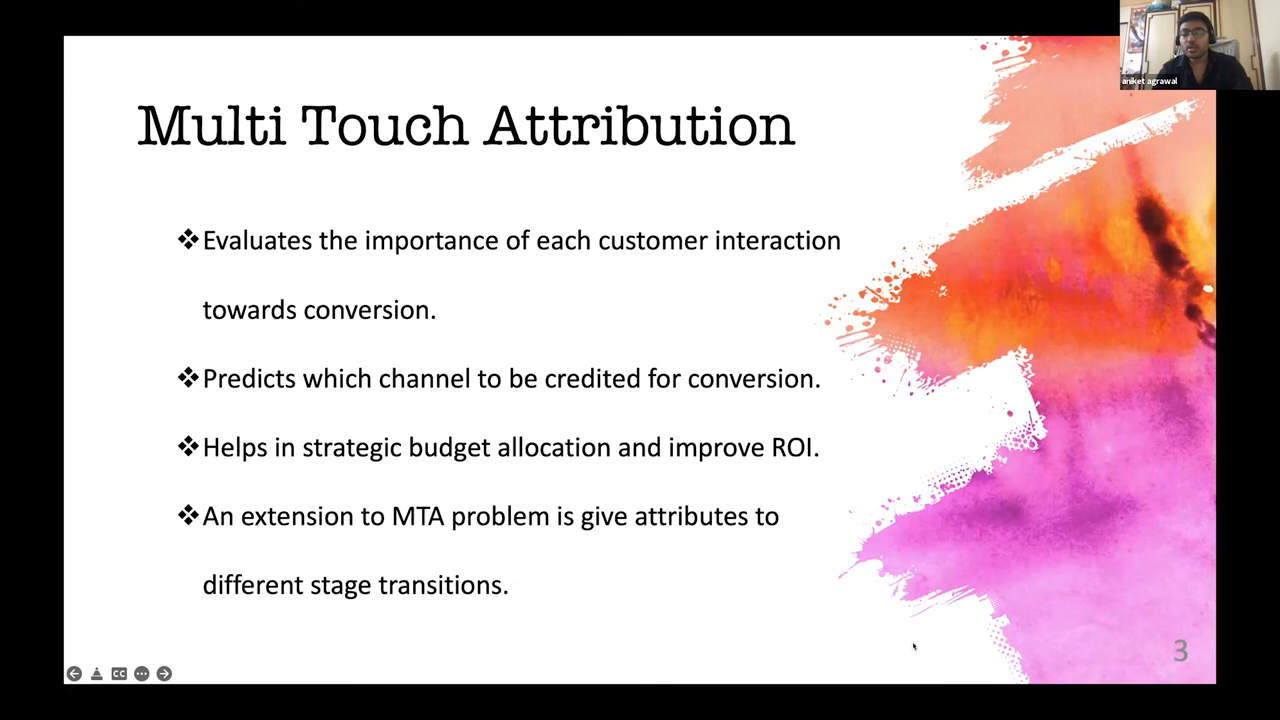 aniket agrawal
Multi Touch Attribution
❖Evaluates the importance of each customer interaction
towards conversion.
❖Predicts which channel to be credited for conversion.
❖Helps in strategic budget allocation and improve ROI.
❖An extension to MTA problem is give attributes to
different stage transitions.
CC
3